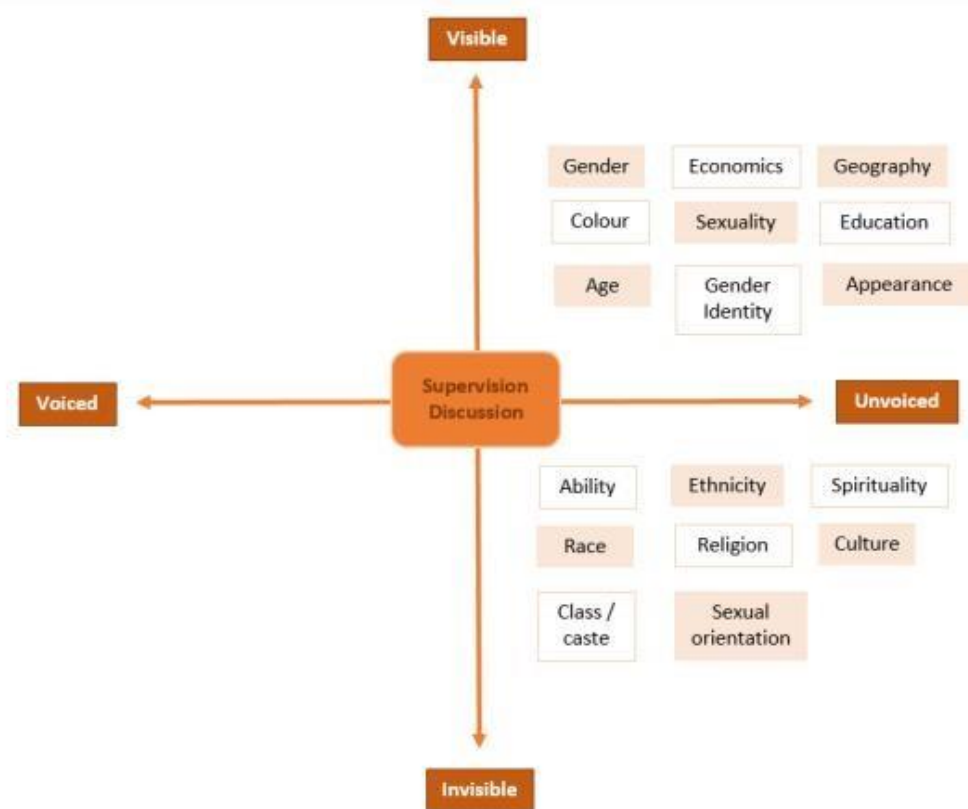 Visible
Gender
Economics
Geography
Colour
Sexuality
Education
Age
Gender
Identity
Appearance
Supervision
Discussion
Voiced
Unvoiced
Ability
Ethnicity
Spirituality
Race
Religion
Culture
Class /
caste
Sexual
orientation
Invisible